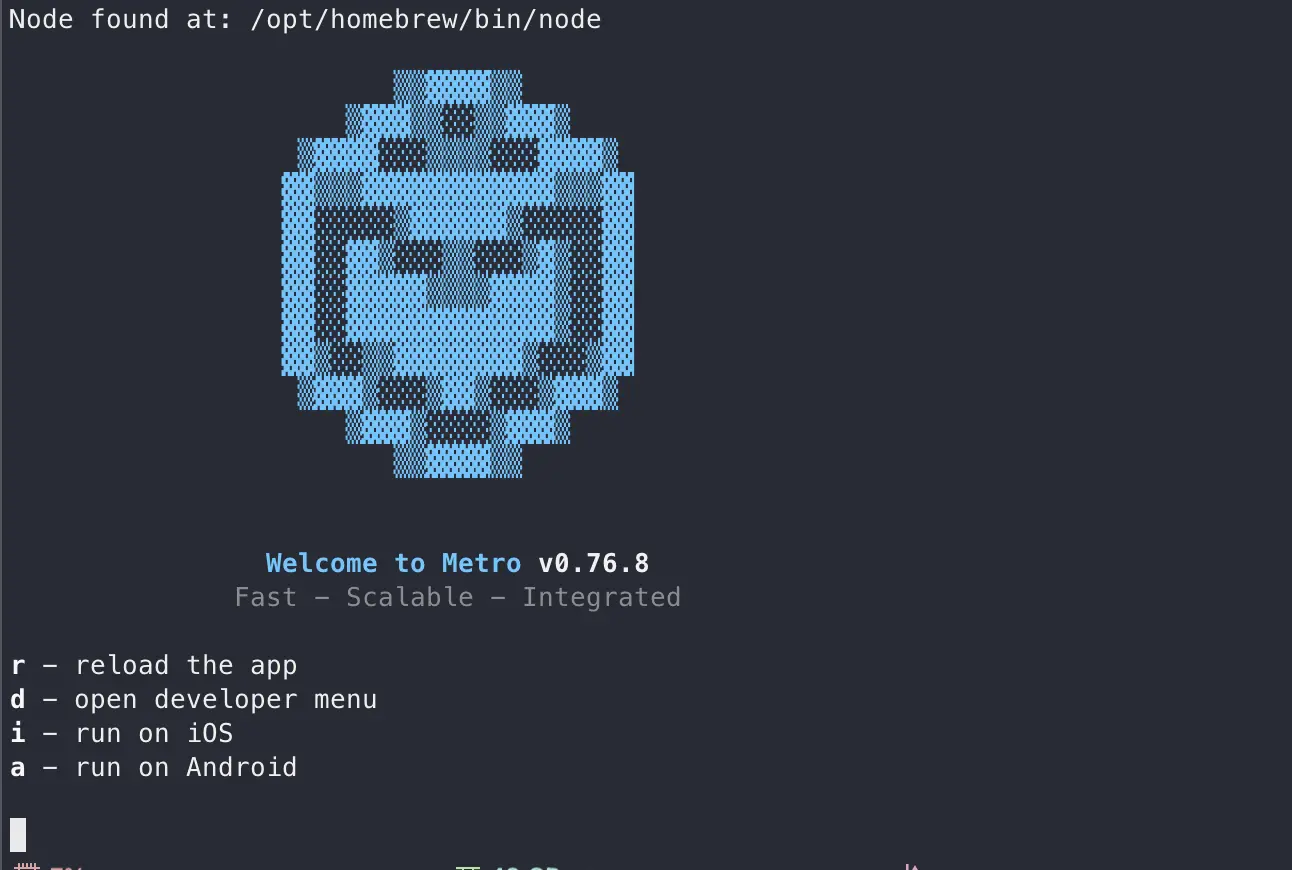 Node found at: /opt/homebrew/bin/node
Welcome to Metro v0.76.8
Fast - Scalable - Integrated
r - reload the app
d - open developer menu
i - run on iOS
a - run on Android